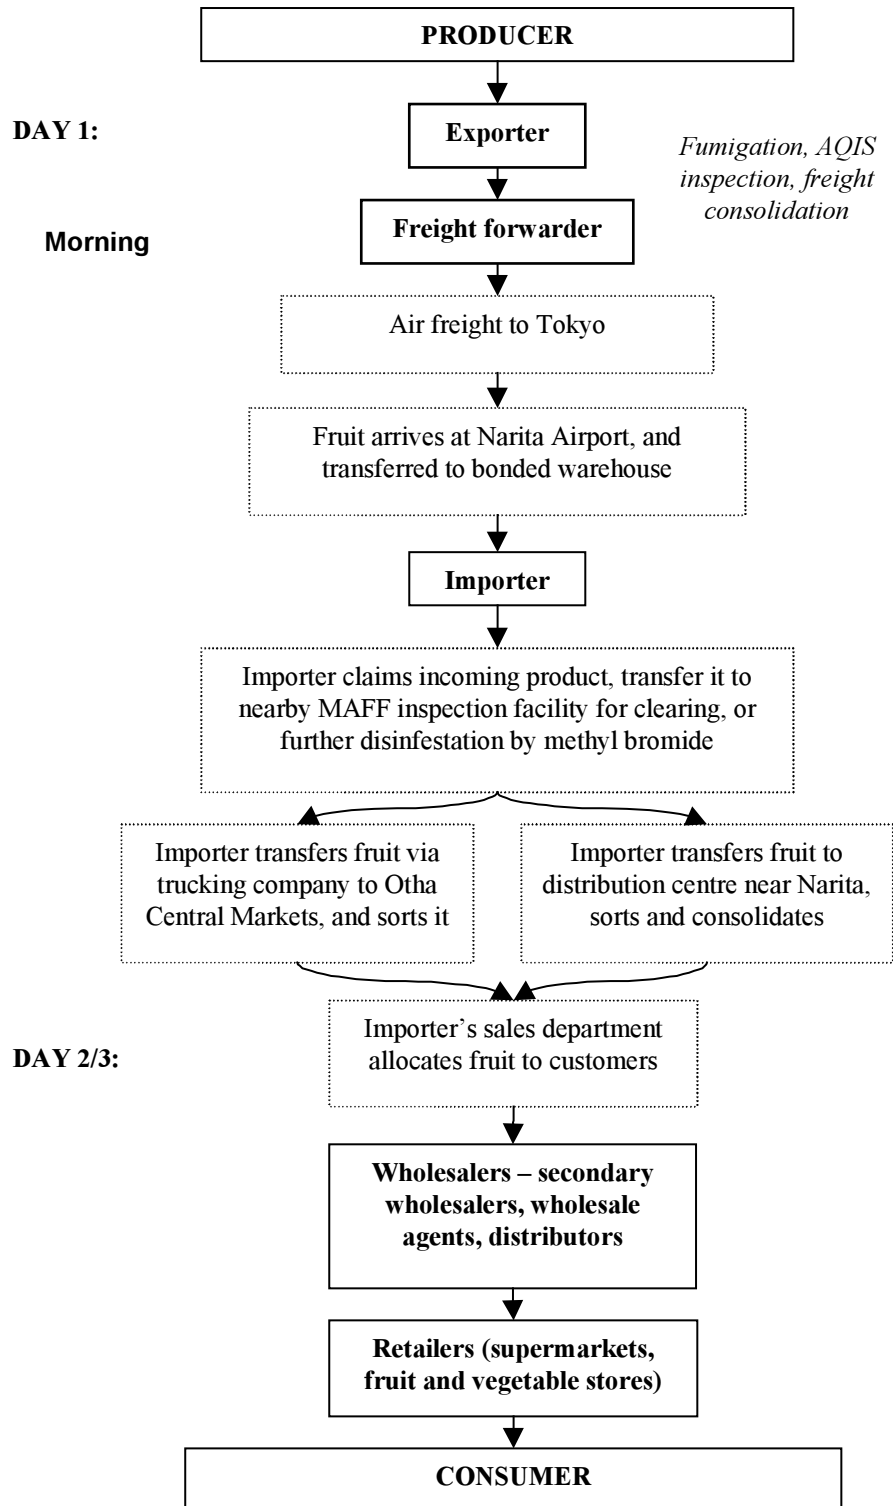 PRODUCER
DAY 1:
Exporter
Fumigation, AQIS
inspection, freight
consolidation
Morning
Freight forwarder
Air freight to Tokyo
Fruit arrives at Narita Airport, and
transferred to bonded warehouse
Importer
Importer claims incoming product, transfer it to
nearby MAFF inspection facility for clearing, or
further disinfestation by methyl bromide
Importer transfers fruit via
trucking company to Otha
Central Markets, and sorts it
Importer transfers fruit to
distribution centre near Narita,
sorts and consolidates
Importer’s sales department
allocates fruit to customers
DAY 2/3:
Wholesalers – secondary
wholesalers, wholesale
agents, distributors
Retailers (supermarkets,
fruit and vegetable stores)
CONSUMER